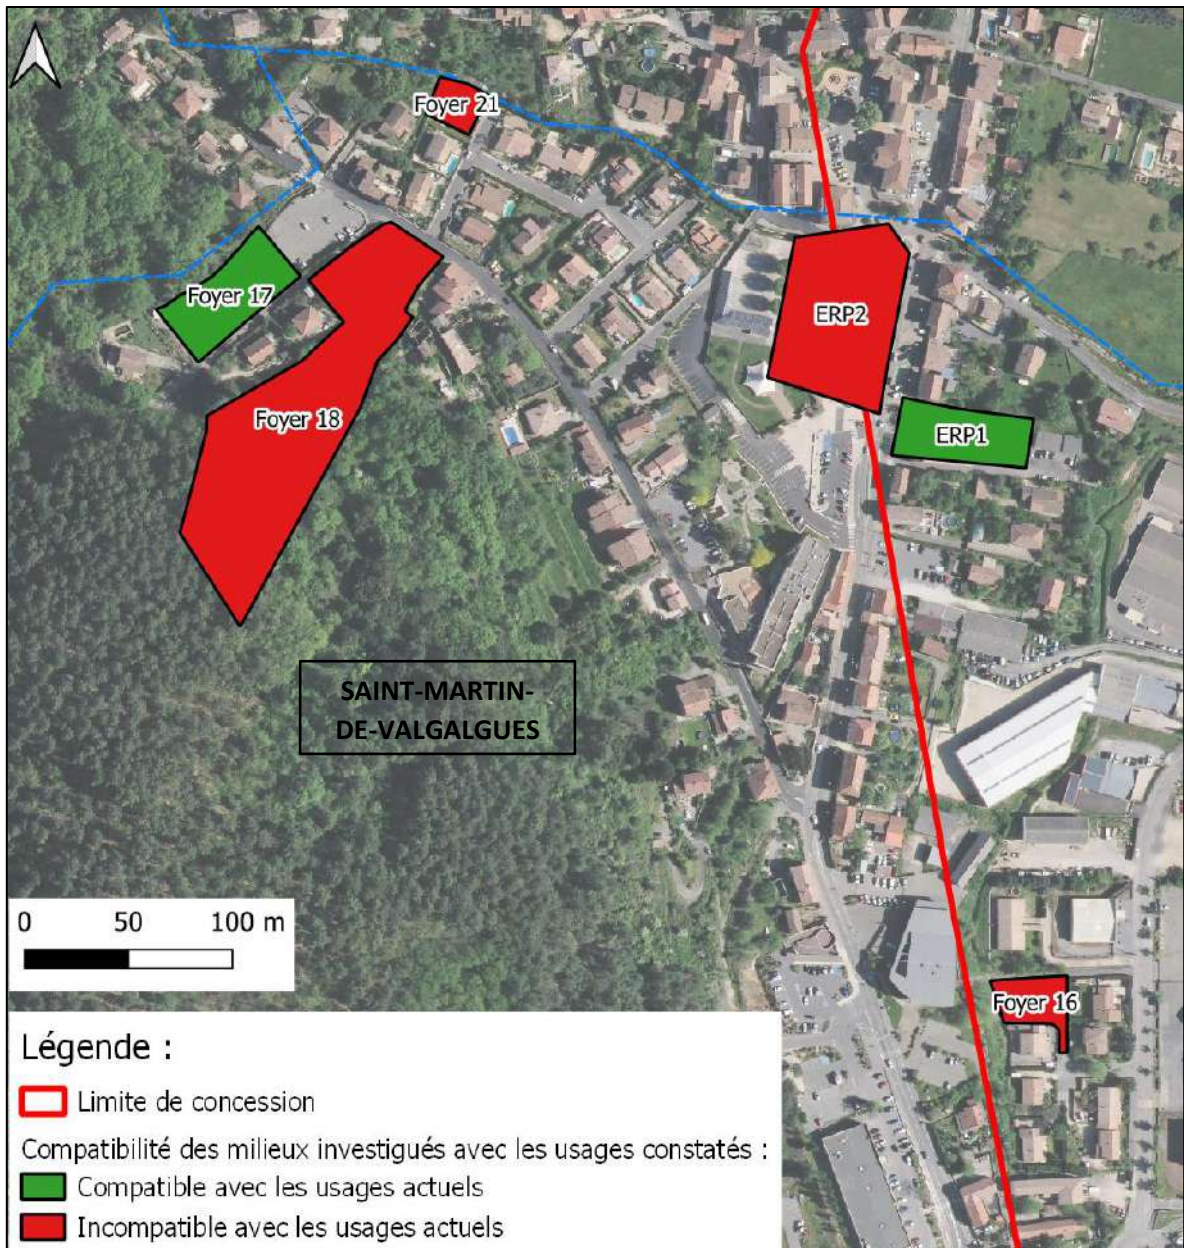 Foyer 21
Foyer 17
ERP2
Foyer 18
ERP1
SAINT-MARTIN-
DE-VALGALGUES
0 50 100 m
Foyer 16
Légende :
Limite de concession
Compatibilité des milieux investigués avec les usages constatés :
Compatible avec les usages actuels
Incompatible avec les usages actuels